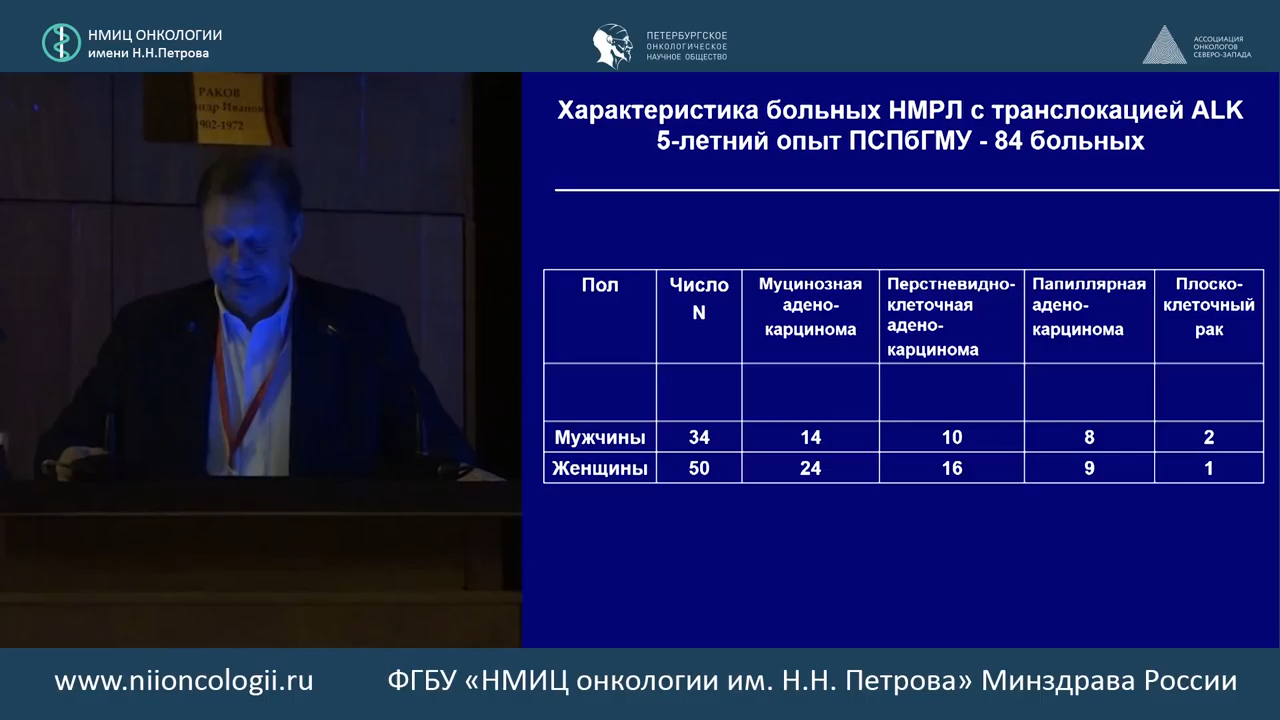 НМИЦ ОНКОЛОГИИ
имени Н.Н.Петрова
ПЕТЕРБУРГСКОЕ
ОНКОЛОГИЧЕСКОЕ
НАУЧНОЕ ОБЩЕСТВО
АССОЦИАЦИЯ
ОНКОЛОГОВ
СЕВЕРО-ЗАПАДА
РАКОВ
1902-1972
Характеристика больных НМРЛ с транслокацией ALK
5-летний опыт ПСПбГМУ - 84 больных
Пол
Число
N
Муцинозная
адено-
карцинома
Перстневидно-
клеточная
адено-
карцинома
Папиллярная
адено-
карцинома
Плоско-
клеточный
рак
Мужчины 34 14 10 8 2
Женщины 50 24 16 9 1
www.niioncologii.ru
ФГБУ «НМИЦ онкологии им. Н.Н. Петрова» Минздрава России